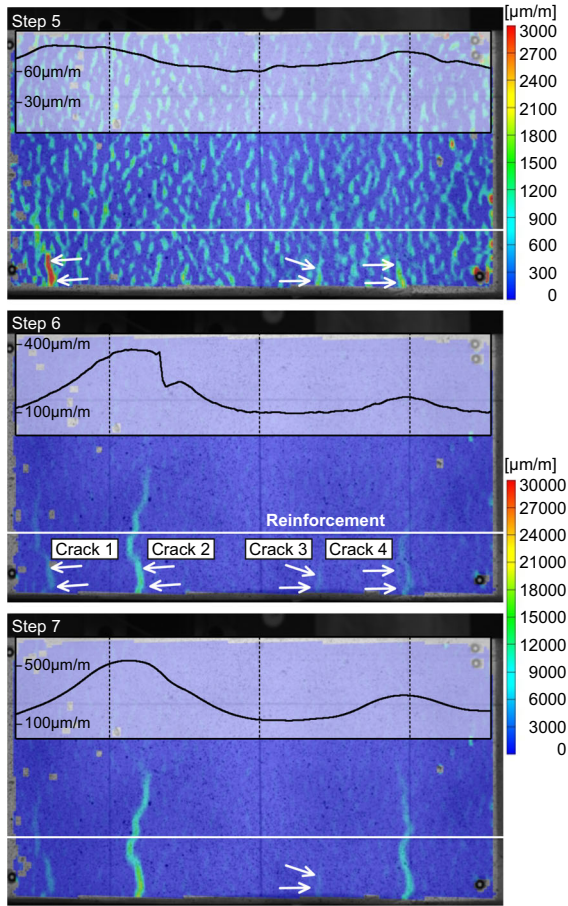 Step 5
[µm/m]
60µm/m
30µm/m
3000
2700
2400
2100
1800
1500
1200
900
600
300
0
Step 6
400µm/m
100µm/m
Reinforcement
Crack 1
Crack 2
Crack 3
Crack 4
[µm/m]
30000
27000
24000
21000
18000
15000
12000
9000
6000
3000
0
Step 7
500µm/m
100µm/m